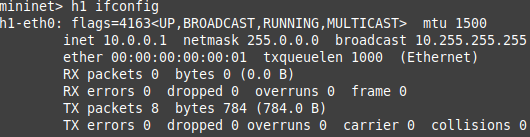 mininet> h1 ifconfig
h1-eth0: flags=4163<UP,BROADCAST,RUNNING,MULTICAST>  mtu 1500
        inet 10.0.0.1  netmask 255.0.0.0  broadcast 10.255.255.255
        ether 00:00:00:00:00:01  txqueuelen 1000  (Ethernet)
        RX packets 0  bytes 0 (0.0 B)
        RX errors 0  dropped 0  overruns 0  frame 0
        TX packets 8  bytes 784 (784.0 B)
        TX errors 0  dropped 0 overruns 0  carrier 0  collisions 0